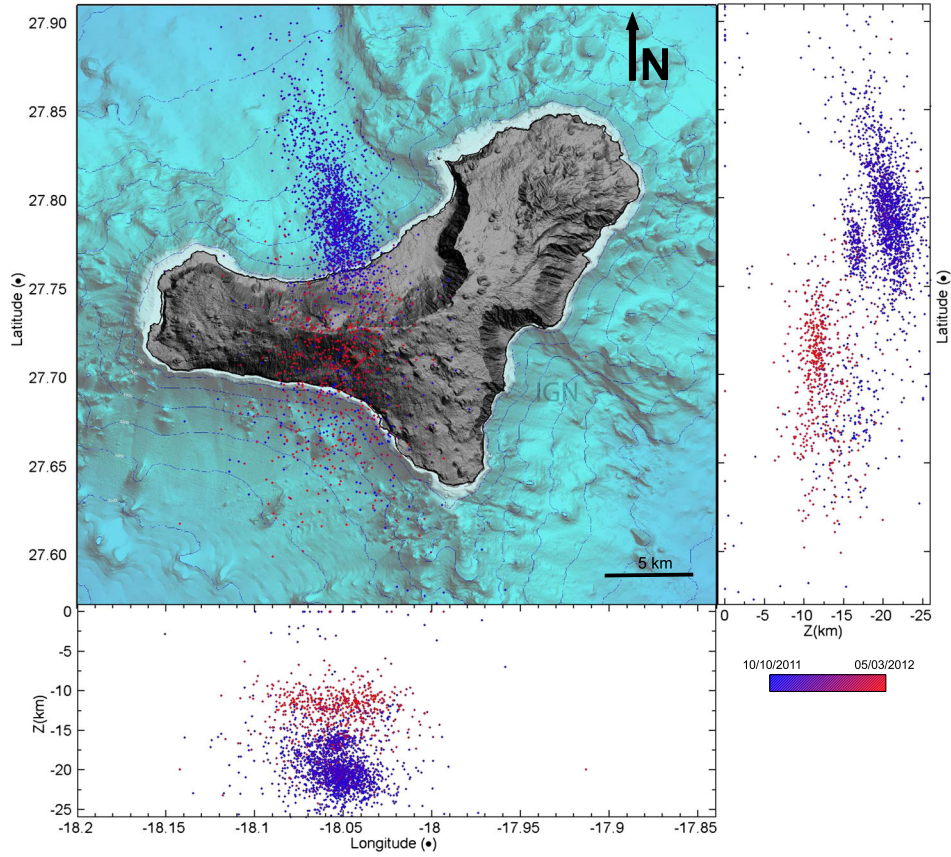 27.90
27.85
27.80
27.75
27.70
27.65
27.60
Latitude (●)
N
IGN
5 km
Latitude (●)
0 -5 -10 -15 -20 -25
Z(km)
10/10/2011 05/03/2012
0
-5
-10
-15
-20
-25
Z(km)
-18.2 -18.15 -18.1 -18.05 -18 -17.95 -17.9 -17.85
Longitude (●)